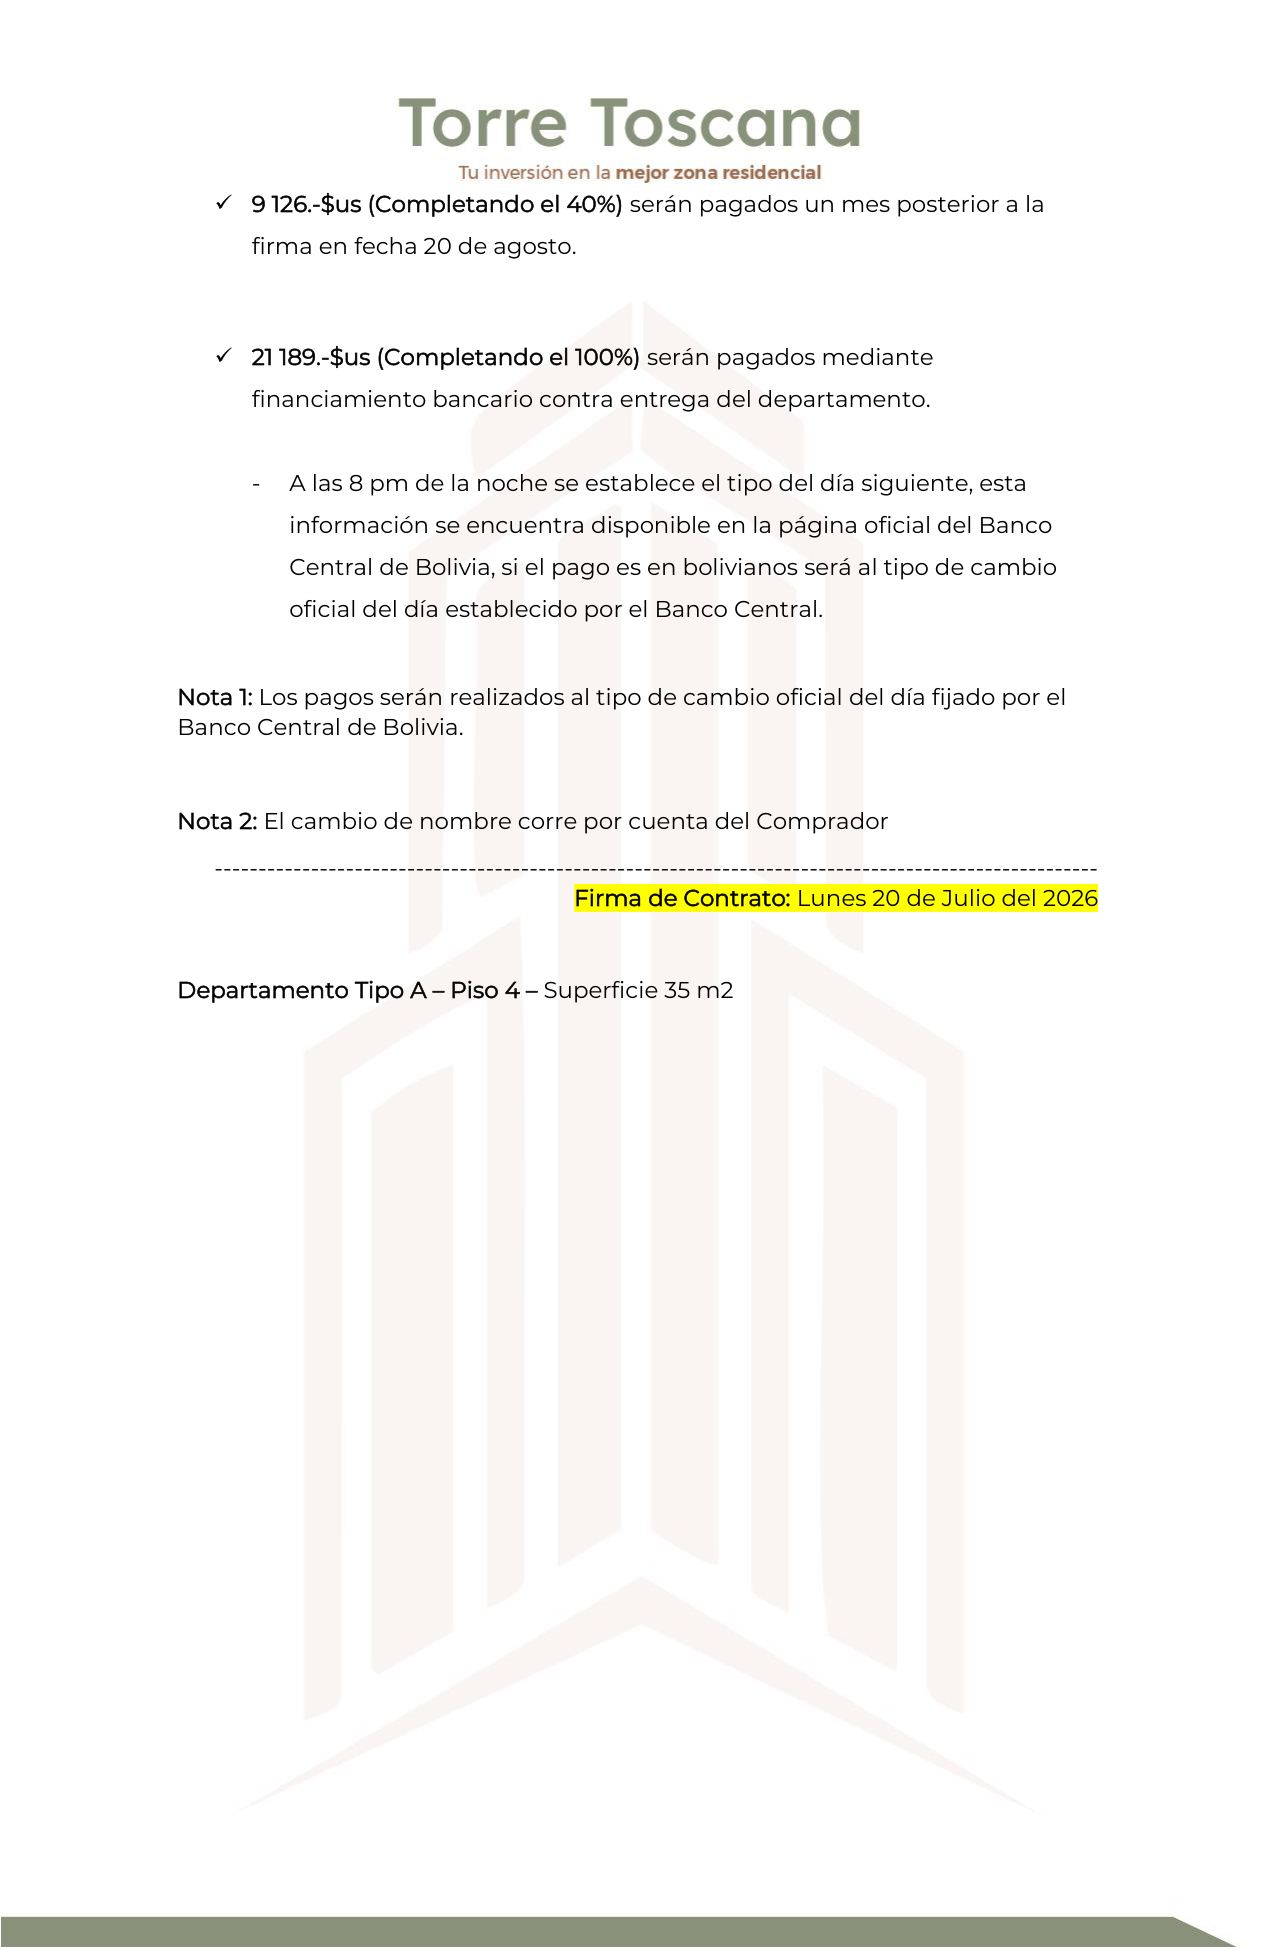 Torre Toscana
Tu inversión en la mejor zona residencial
✓ 9 126.-$us (Completando el 40%) serán pagados un mes posterior a la
firma en fecha 20 de agosto.
✓ 21 189.-$us (Completando el 100%) serán pagados mediante
financiamiento bancario contra entrega del departamento.
- A las 8 pm de la noche se establece el tipo del día siguiente, esta
información se encuentra disponible en la página oficial del Banco
Central de Bolivia, si el pago es en bolivianos será al tipo de cambio
oficial del día establecido por el Banco Central.
Nota 1: Los pagos serán realizados al tipo de cambio oficial del día fijado por el
Banco Central de Bolivia.
Nota 2: El cambio de nombre corre por cuenta del Comprador
-----------------------------------------------------------------------------------------------------
Firma de Contrato: Lunes 20 de Julio del 2026
Departamento Tipo A – Piso 4 – Superficie 35 m2